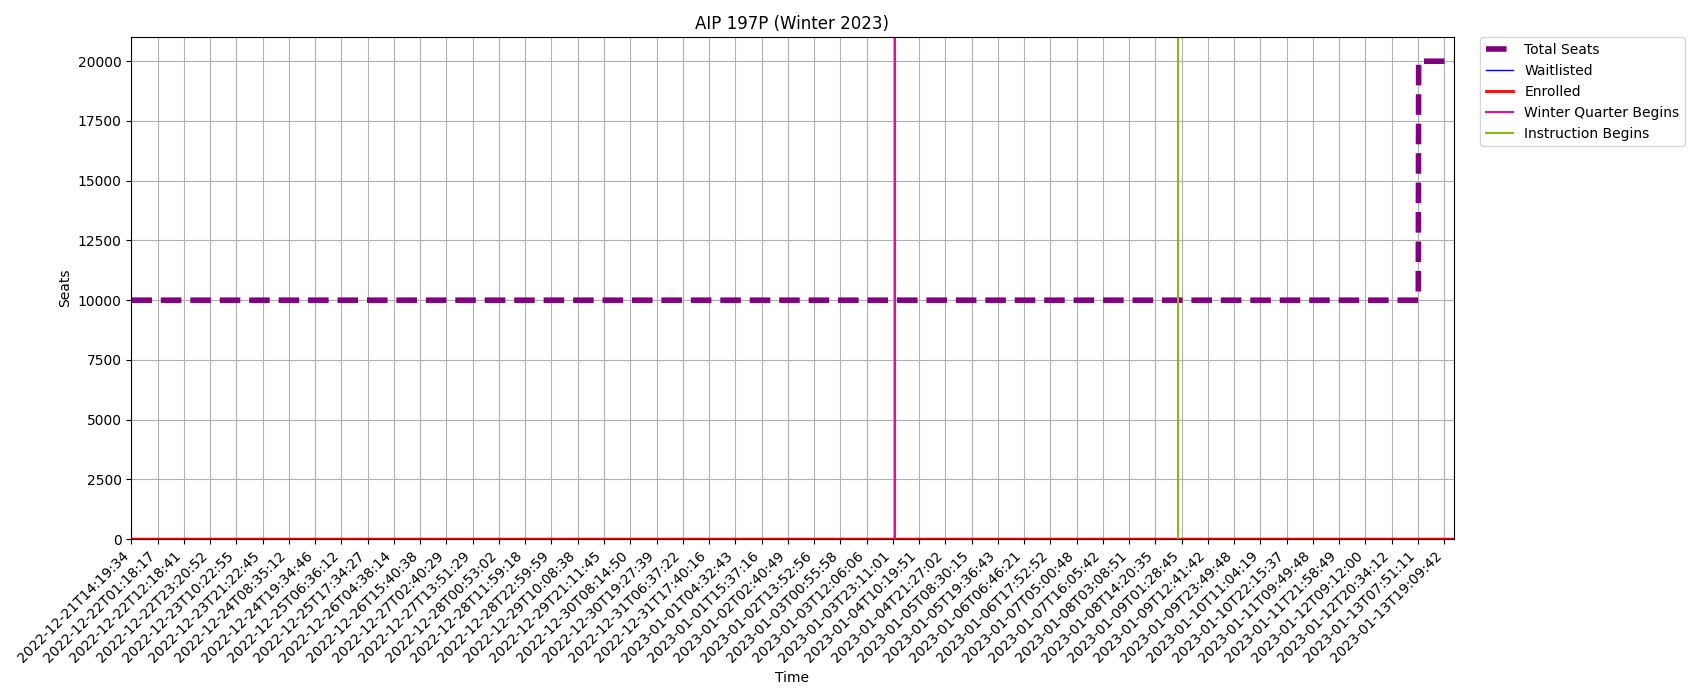 AIP 197P (Winter 2023)
Total Seats
Waitlisted
Enrolled
Winter Quarter Begins
Instruction Begins
Seats
20000
17500
15000
12500
10000
7500
5000
2500
0
2022-12-21T14:19:34
2022-12-22T01:18:17
2022-12-22T12:18:41
2022-12-22T23:20:52
2022-12-23T10:22:55
2022-12-23T21:22:45
2022-12-24T08:35:12
2022-12-24T19:34:46
2022-12-25T06:36:12
2022-12-25T17:34:27
2022-12-26T04:38:14
2022-12-26T15:40:38
2022-12-27T02:40:29
2022-12-27T13:51:29
2022-12-28T00:53:02
2022-12-28T11:59:18
2022-12-28T22:59:59
2022-12-29T10:08:38
2022-12-29T21:11:45
2022-12-30T08:14:50
2022-12-30T19:27:39
2022-12-31T06:37:22
2022-12-31T17:40:16
2023-01-01T04:32:43
2023-01-01T15:37:16
2023-01-02T02:40:49
2023-01-02T13:52:56
2023-01-03T00:55:58
2023-01-03T12:06:06
2023-01-03T23:11:01
2023-01-04T10:19:51
2023-01-04T21:27:02
2023-01-05T08:30:15
2023-01-05T19:36:43
2023-01-06T06:46:21
2023-01-06T17:52:52
2023-01-07T05:00:48
2023-01-07T16:05:42
2023-01-08T03:08:51
2023-01-08T14:20:35
2023-01-09T01:28:45
2023-01-09T12:41:42
2023-01-09T23:49:48
2023-01-10T11:04:19
2023-01-10T22:15:37
2023-01-11T09:49:48
2023-01-11T21:58:49
2023-01-12T09:12:00
2023-01-12T20:34:12
2023-01-13T07:51:11
2023-01-13T19:09:42
Time